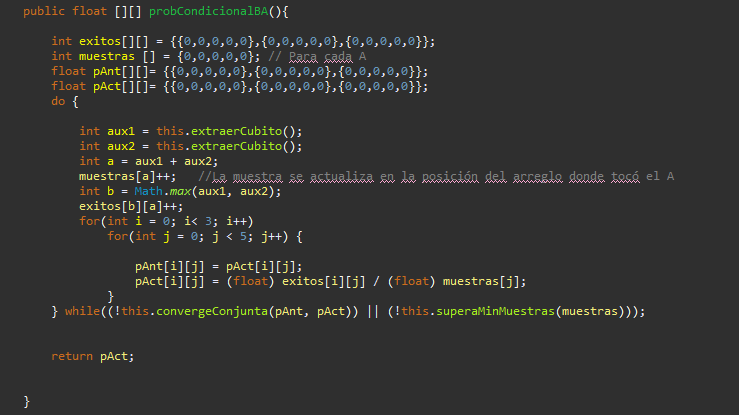 public float [][] probCondicionalBA(){
int exitos[][] = {{0,0,0,0,0},{0,0,0,0,0},{0,0,0,0,0}};
int muestras [] = {0,0,0,0,0}; // Para cada A
float pAnt[][]= {{0,0,0,0,0},{0,0,0,0,0},{0,0,0,0,0}};
float pAct[][]= {{0,0,0,0,0},{0,0,0,0,0},{0,0,0,0,0}};
do {
int aux1 = this.extraerCubito();
int aux2 = this.extraerCubito();
int a = aux1 + aux2;
muestras[a]++; //La muestra se actualiza en la posición del arreglo donde tocó el A
int b = Math.max(aux1, aux2);
exitos[b][a]++;
for(int i = 0; i< 3; i++)
for(int j = 0; j < 5; j++) {
pAnt[i][j] = pAct[i][j];
pAct[i][j] = (float) exitos[i][j] / (float) muestras[j];
}
} while((!this.convergeConjunta(pAnt, pAct)) || (!this.superaMinMuestras(muestras)));
return pAct;
}